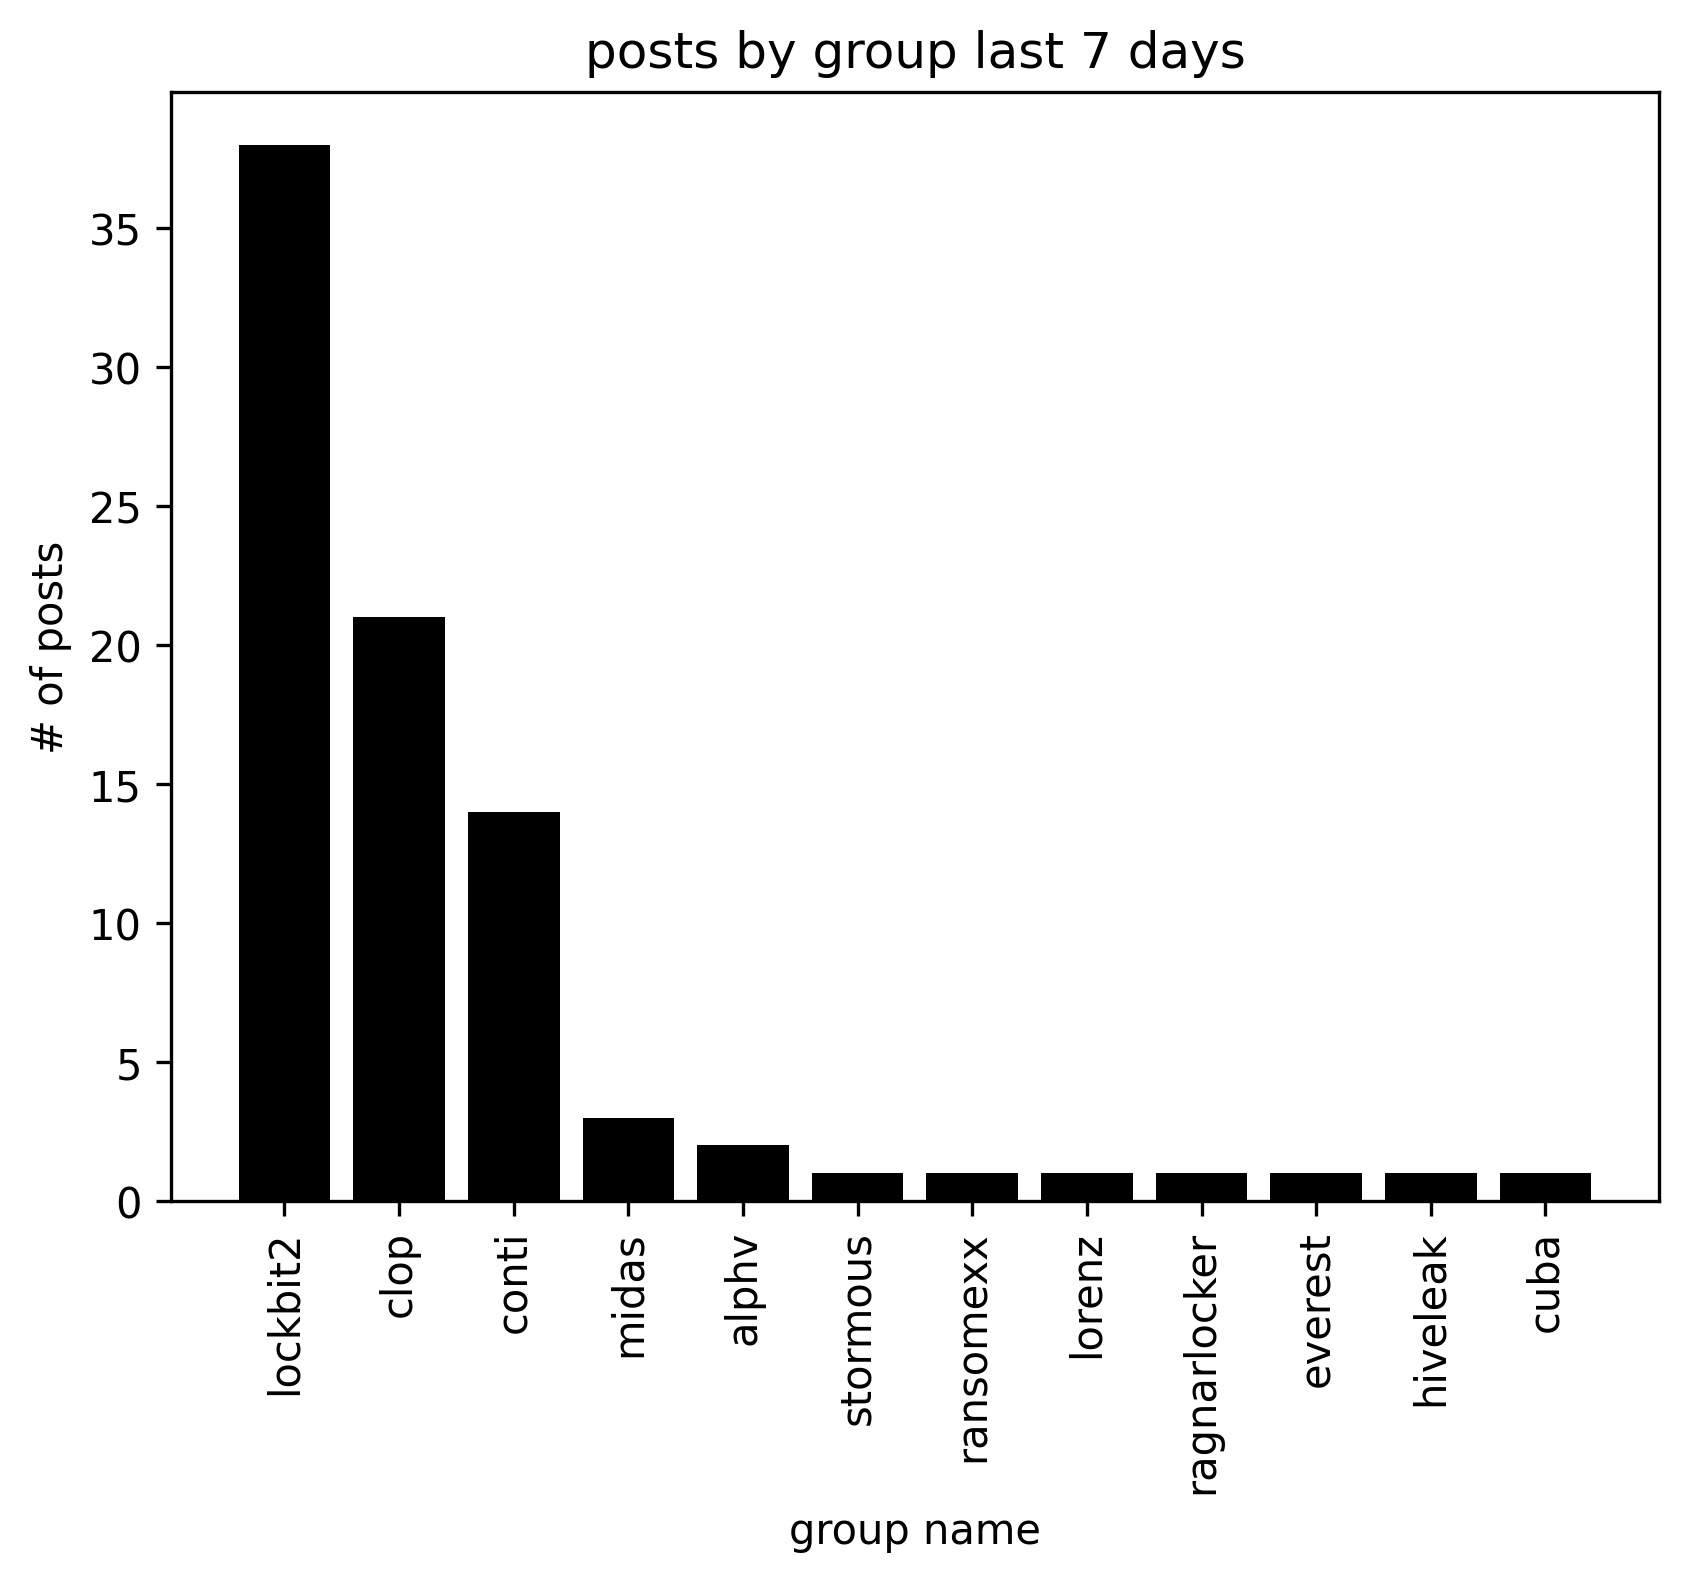 posts by group last 7 days
# of posts
35
30
25
20
15
10
5
0
lockbit2
clop
conti
midas
alphv
stormous
ransomexx
lorenz
ragnarlocker
everest
hiveleak
cuba
group name